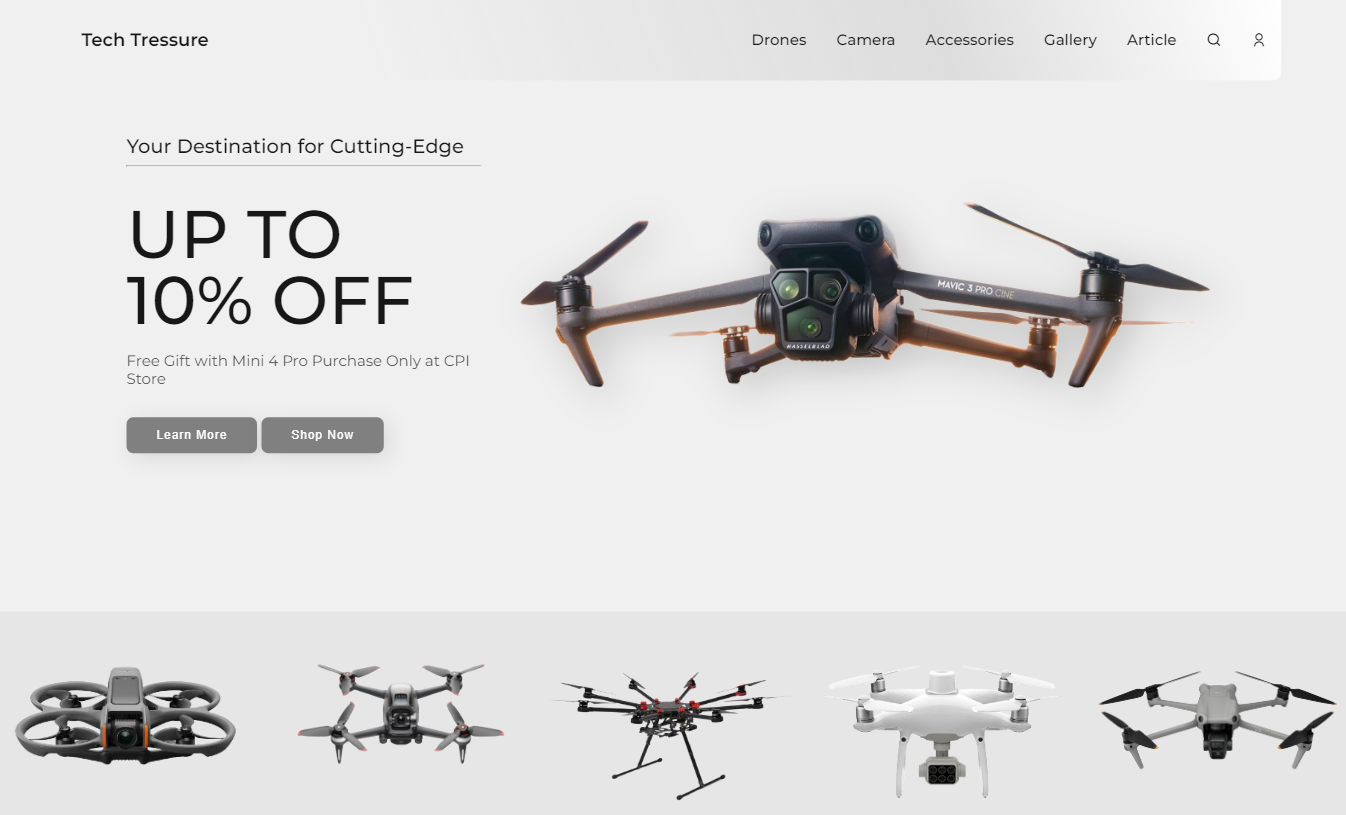 Tech Tressure
Drones Camera Accessories Gallery Article
Your Destination for Cutting-Edge
UP TO
10% OFF
Free Gift with Mini 4 Pro Purchase Only at CPI
Store
Learn More Shop Now
MAVIC 3 PRO CINE
HASSELBLAD